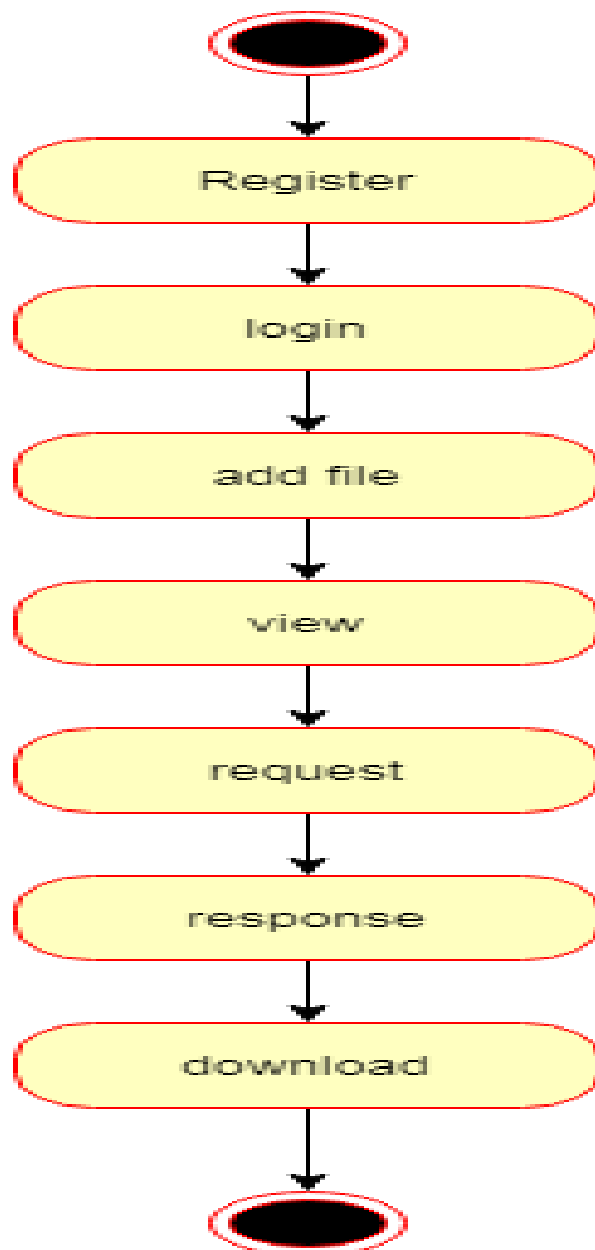 Register
login
add file
view
request
response
download